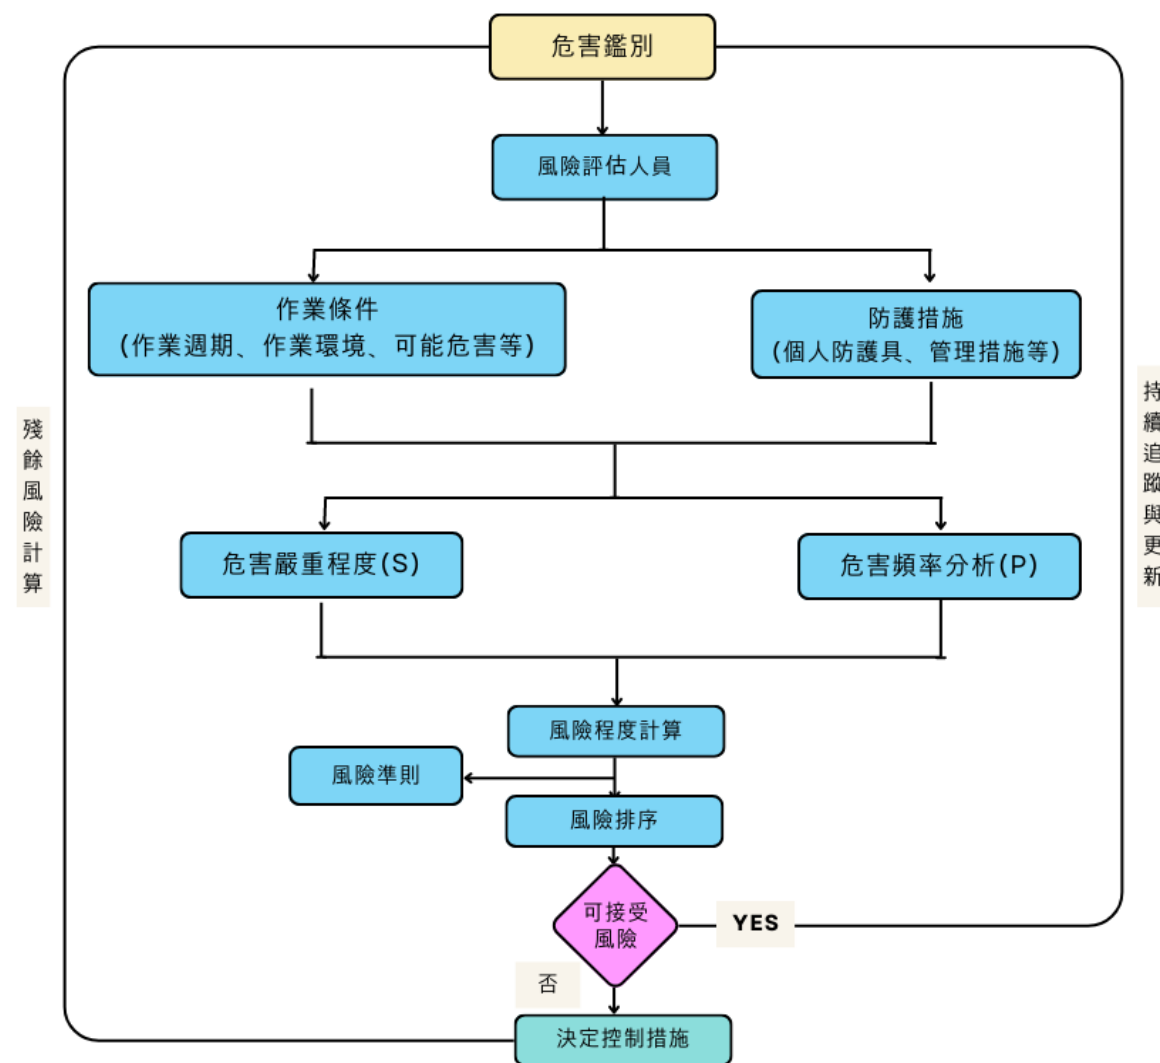 危害鑑別
風險評估人員
作業條件
(作業週期、作業環境、可能危害等)
防護措施
(個人防護具、管理措施等)
殘餘風險計算
持續追蹤與更新
危害嚴重程度(S)
危害頻率分析(P)
風險程度計算
風險準則
風險排序
可接受
風險
YES
否
決定控制措施